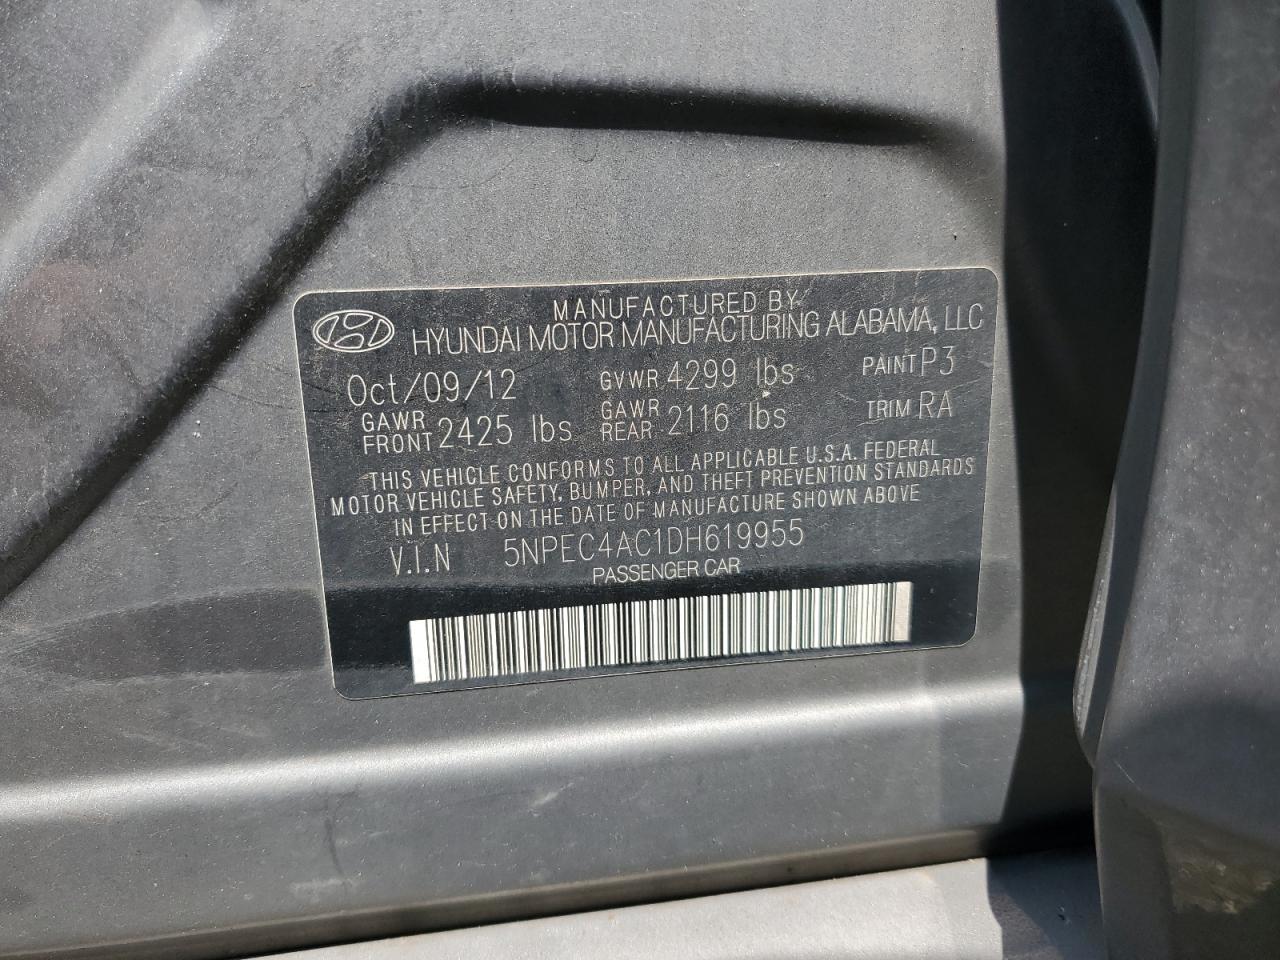 MANUFACTURED BY
HYUNDAI MOTOR MANUFACTURING ALABAMA, LLC
Oct/09/12 GVWR 4299 lbs PAINT P3
GAWR FRONT 2425 lbs GAWR REAR 2116 lbs TRIM RA
THIS VEHICLE CONFORMS TO ALL APPLICABLE U.S.A. FEDERAL
MOTOR VEHICLE SAFETY, BUMPER, AND THEFT PREVENTION STANDARDS
IN EFFECT ON THE DATE OF MANUFACTURE SHOWN ABOVE
V.I.N 5NPEC4AC1DH619955
PASSENGER CAR